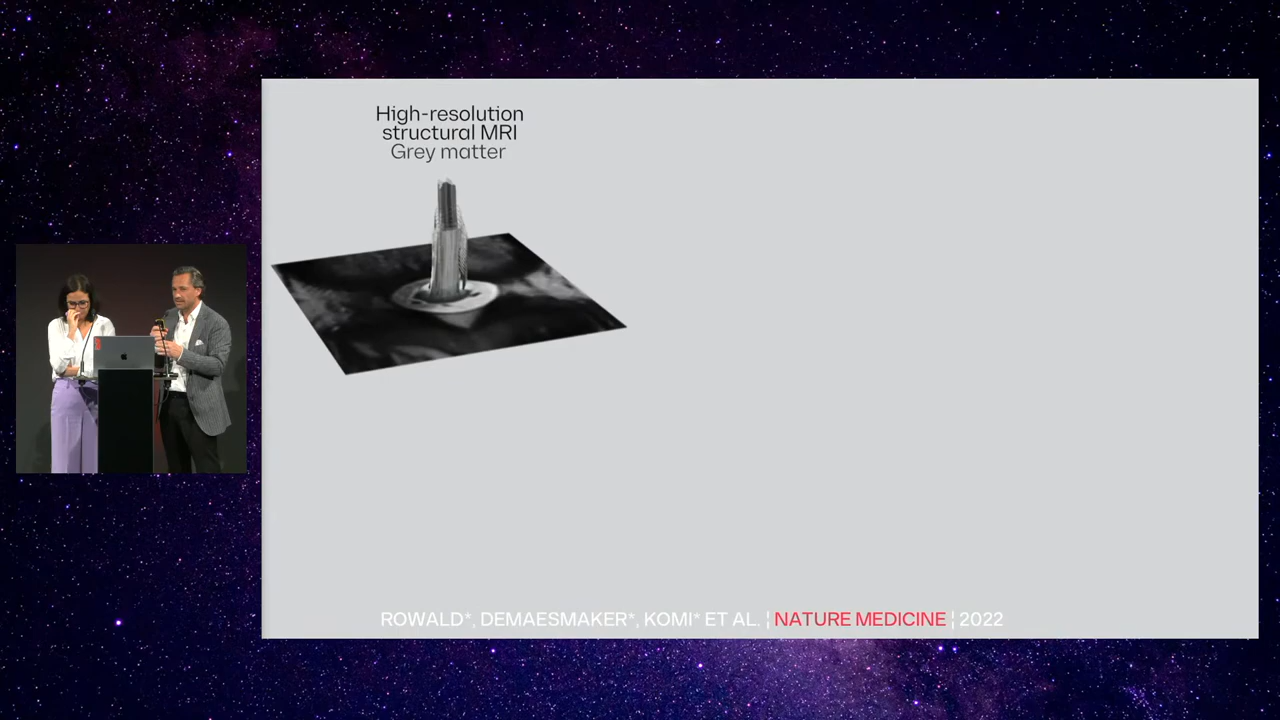 High-resolution
structural MRI
Grey matter
ROWALD*, DEMAESMAKER*, KOMI* ET AL. ¦ NATURE MEDICINE ¦ 2022